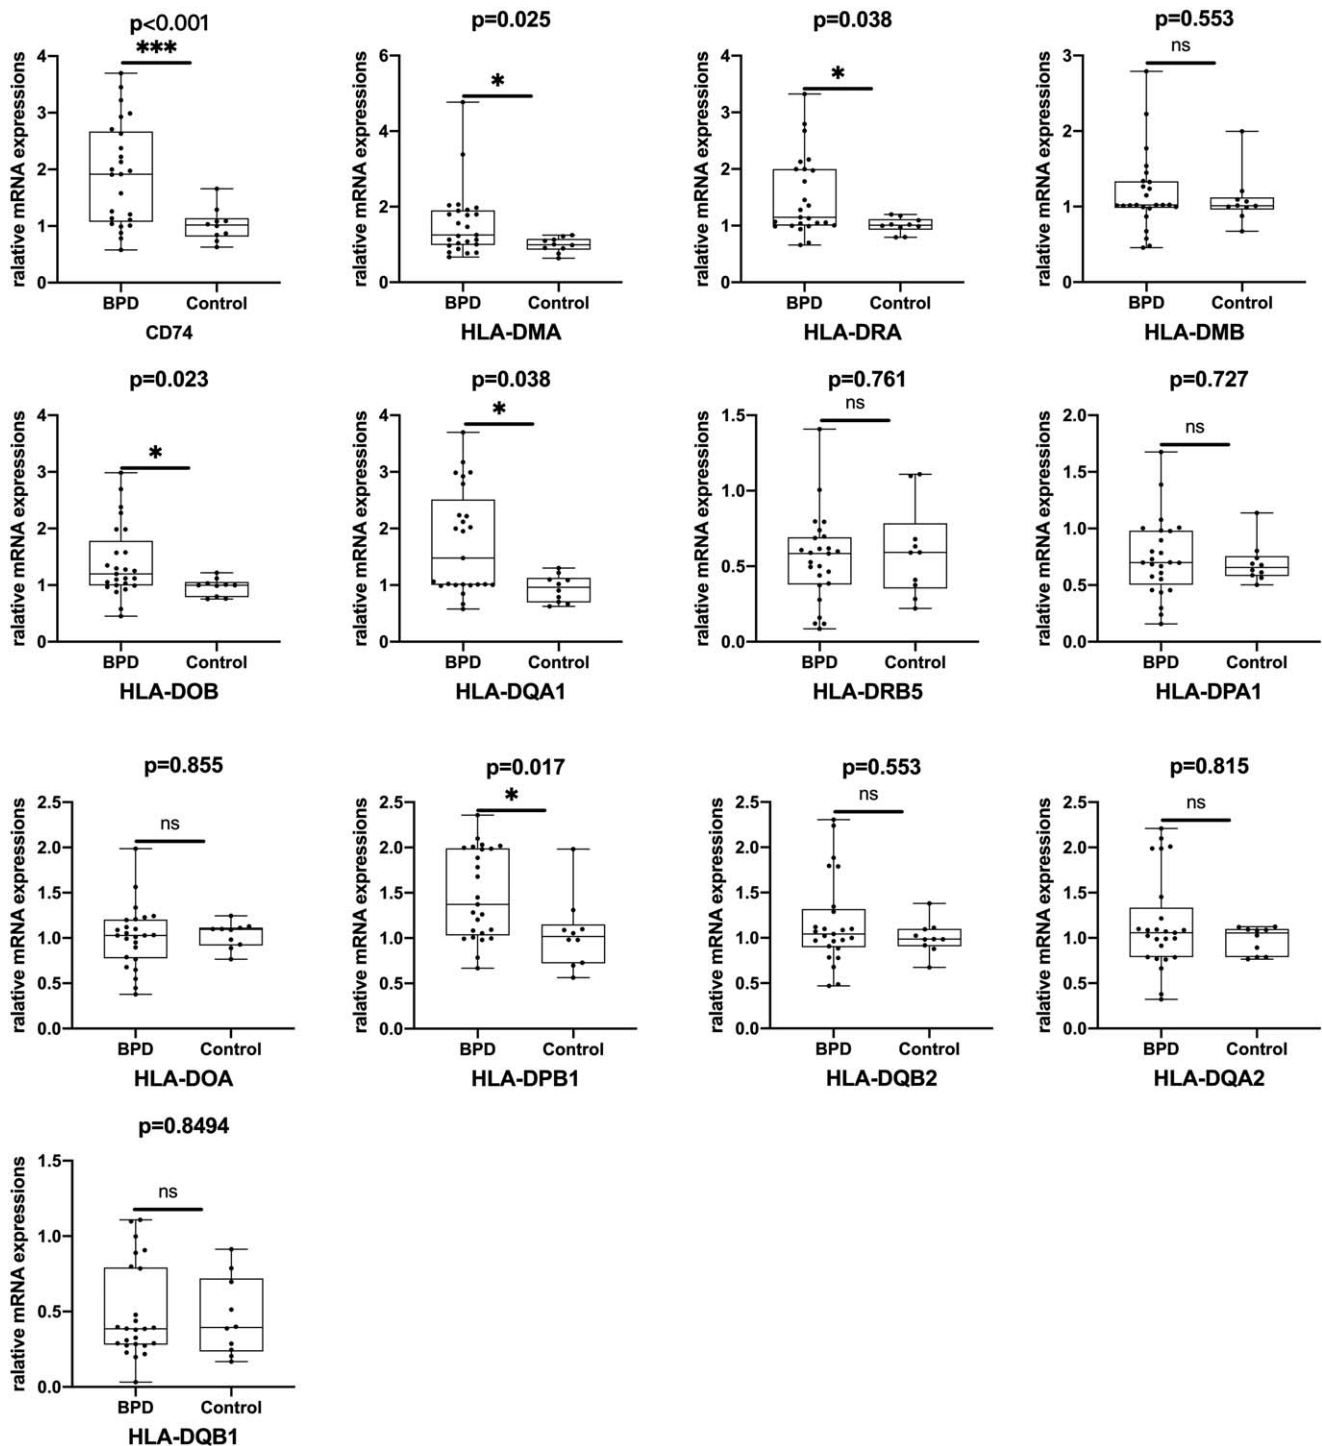 p<0.001
***
ralative mRNA expressions
4
3
2
1
0
BPD Control
CD74
p=0.025
*
ralative mRNA expressions
6
4
2
0
BPD Control
HLA-DMA
p=0.038
*
ralative mRNA expressions
4
3
2
1
0
BPD Control
HLA-DRA
p=0.553
ns
ralative mRNA expressions
3
2
1
0
BPD Control
HLA-DMB
p=0.023
*
ralative mRNA expressions
4
3
2
1
0
BPD Control
HLA-DOB
p=0.038
*
ralative mRNA expressions
4
3
2
1
0
BPD Control
HLA-DQA1
p=0.761
ns
ralative mRNA expressions
1.5
1.0
0.5
0.0
BPD Control
HLA-DRB5
p=0.727
ns
ralative mRNA expressions
2.0
1.5
1.0
0.5
0.0
BPD Control
HLA-DPA1
p=0.855
ns
ralative mRNA expressions
2.5
2.0
1.5
1.0
0.5
0.0
BPD Control
HLA-DOA
p=0.017
*
ralative mRNA expressions
2.5
2.0
1.5
1.0
0.5
0.0
BPD Control
HLA-DPB1
p=0.553
ns
ralative mRNA expressions
2.5
2.0
1.5
1.0
0.5
0.0
BPD Control
HLA-DQB2
p=0.815
ns
ralative mRNA expressions
2.5
2.0
1.5
1.0
0.5
0.0
BPD Control
HLA-DQA2
p=0.8494
ns
ralative mRNA expressions
1.5
1.0
0.5
0.0
BPD Control
HLA-DQB1